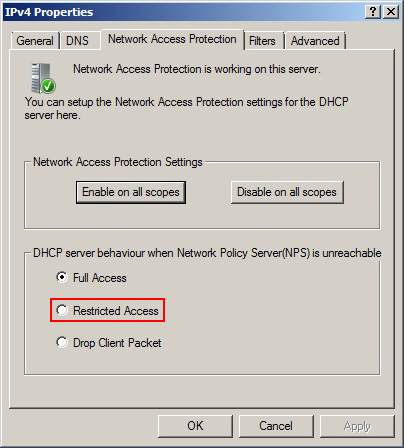 IPv4 Properties
General
DNS
Network Access Protection
Filters
Advanced
Network Access Protection is working on this server.
You can setup the Network Access Protection settings for the DHCP
server here.
Network Access Protection Settings
Enable on all scopes
Disable on all scopes
DHCP server behaviour when Network Policy Server(NPS) is unreachable
Full Access
Restricted Access
Drop Client Packet
OK
Cancel
Apply